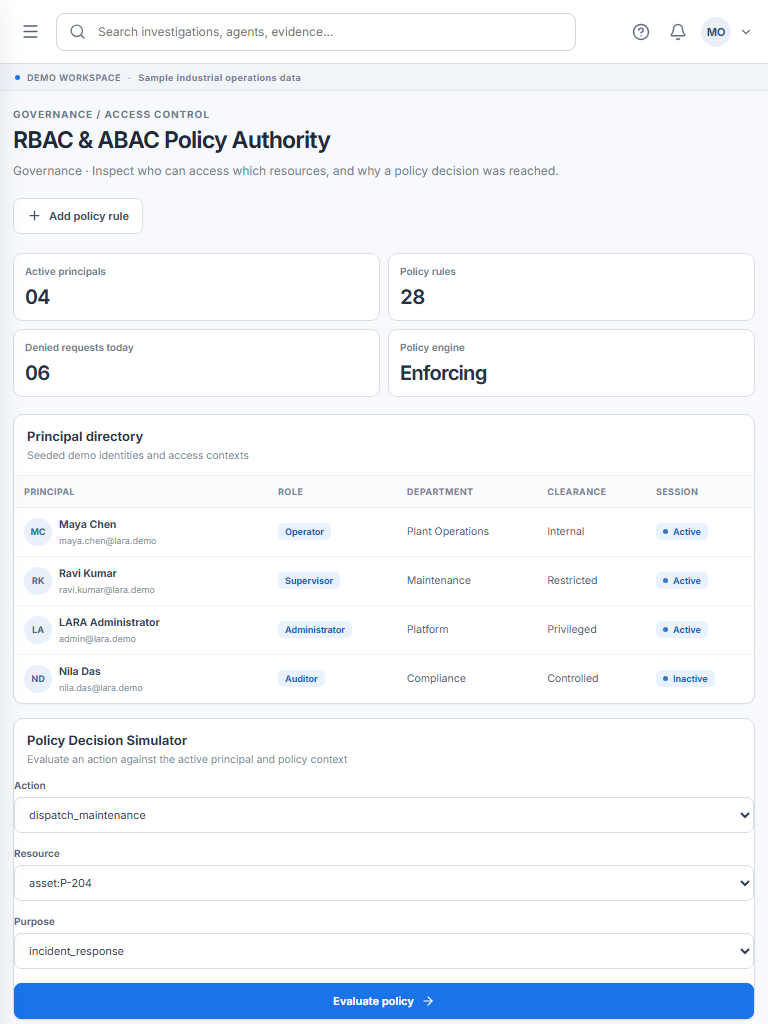 Search investigations, agents, evidence...
MO
DEMO WORKSPACE · Sample industrial operations data
GOVERNANCE / ACCESS CONTROL
RBAC & ABAC Policy Authority
Governance · Inspect who can access which resources, and why a policy decision was reached.
Add policy rule
Active principals
04
Policy rules
28
Denied requests today
06
Policy engine
Enforcing
Principal directory
Seeded demo identities and access contexts
PRINCIPAL ROLE DEPARTMENT CLEARANCE SESSION
MC Maya Chen Operator Plant Operations Internal Active
maya.chen@lara.demo
RK Ravi Kumar Supervisor Maintenance Restricted Active
ravi.kumar@lara.demo
LA LARA Administrator Administrator Platform Privileged Active
admin@lara.demo
ND Nila Das Auditor Compliance Controlled Inactive
nila.das@lara.demo
Policy Decision Simulator
Evaluate an action against the active principal and policy context
Action
dispatch_maintenance
Resource
asset:P-204
Purpose
incident_response
Evaluate policy →